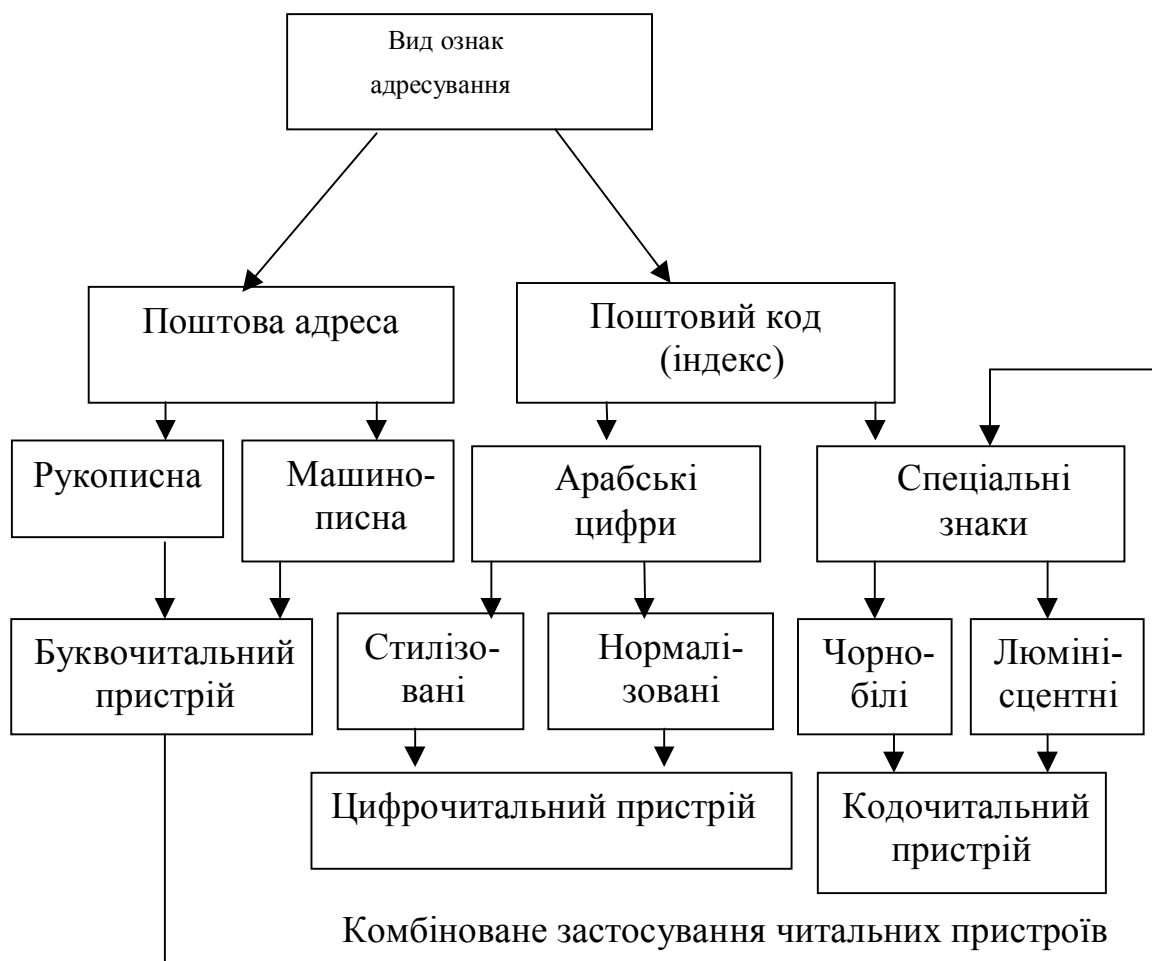 Вид ознак
адресування
Поштова адреса
Поштовий код
(індекс)
Рукописна
Машино-
писна
Арабські
цифри
Спеціальні
знаки
Буквочитальний
пристрій
Стилізо-
вані
Нормалі-
зовані
Чорно-
білі
Люміні-
сцентні
Цифрочитальний пристрій
Кодочитальний
пристрій
Комбіноване застосування читальних пристроїв